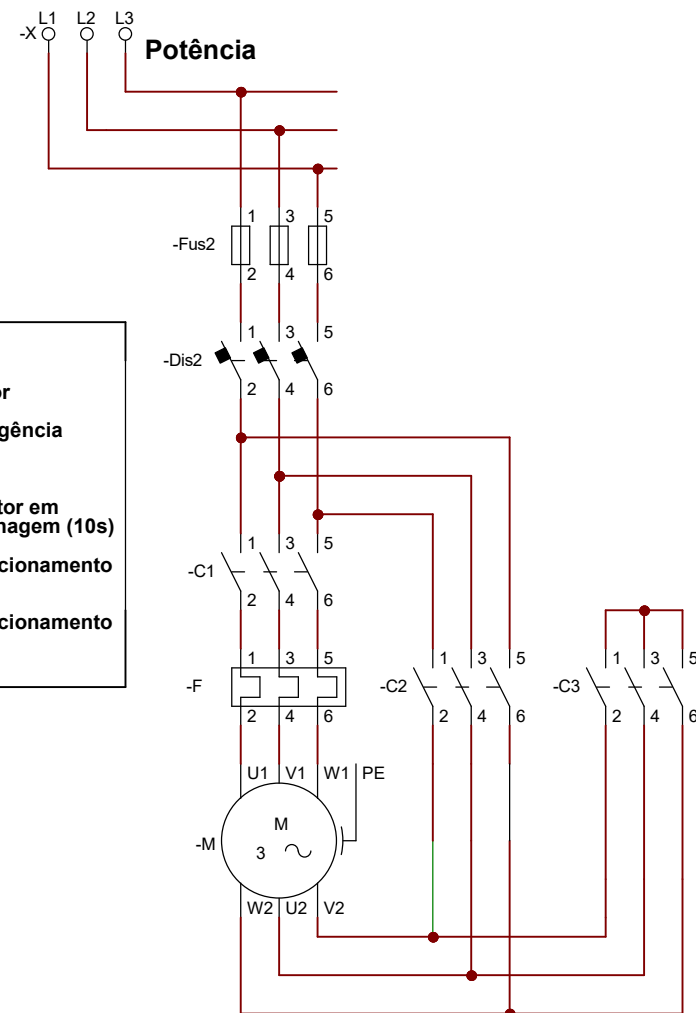 L1 L2 L3
-X
Potência
1 3 5
-Fus2
2 4 6
1 3 5
-Dis2
2 4 6
or
gência
tor em
nagem (10s)
cionamento
cionamento
1 3 5
-C1
2 4 6
1 3 5
-F
2 4 6
1 3 5
-C2
2 4 6
1 3 5
-C3
2 4 6
U1 V1 W1 PE
M
-M
3
W2 U2 V2